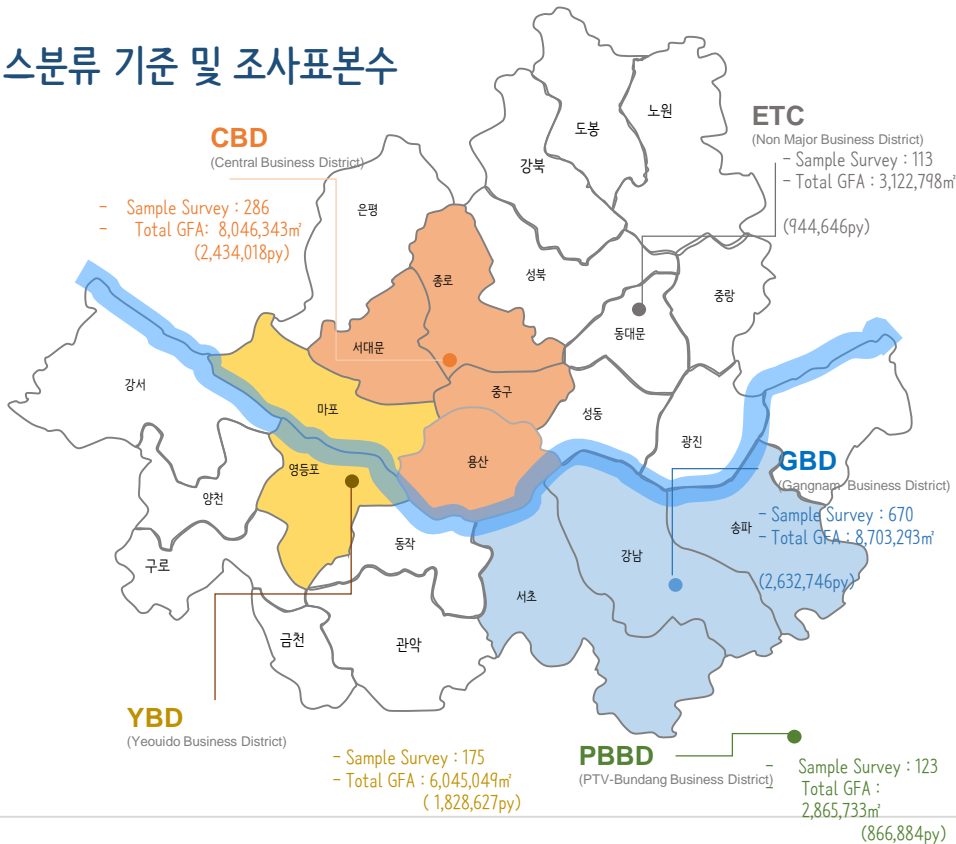 스분류 기준 및 조사표본수
CBD
(Central Business District)
- Sample Survey : 286
- Total GFA: 8,046,343㎡
(2,434,018py)
ETC
(Non Major Business District)
- Sample Survey : 113
- Total GFA : 3,122,798㎡
(944,646py)
도봉
노원
강북
은평
종로
성북
중랑
동대문
서대문
강서
마포
중구
성동
광진
영등포
용산
양천
GBD
(Gangnam Business District)
- Sample Survey : 670
- Total GFA : 8,703,293㎡
(2,632,746py)
송파
동작
강남
구로
서초
금천
관악
YBD
(Yeouido Business District)
- Sample Survey : 175
- Total GFA : 6,045,049㎡
( 1,828,627py)
PBBD
(PTV-Bundang Business District)
- Sample Survey : 123
- Total GFA :
2,865,733㎡
(866,884py)